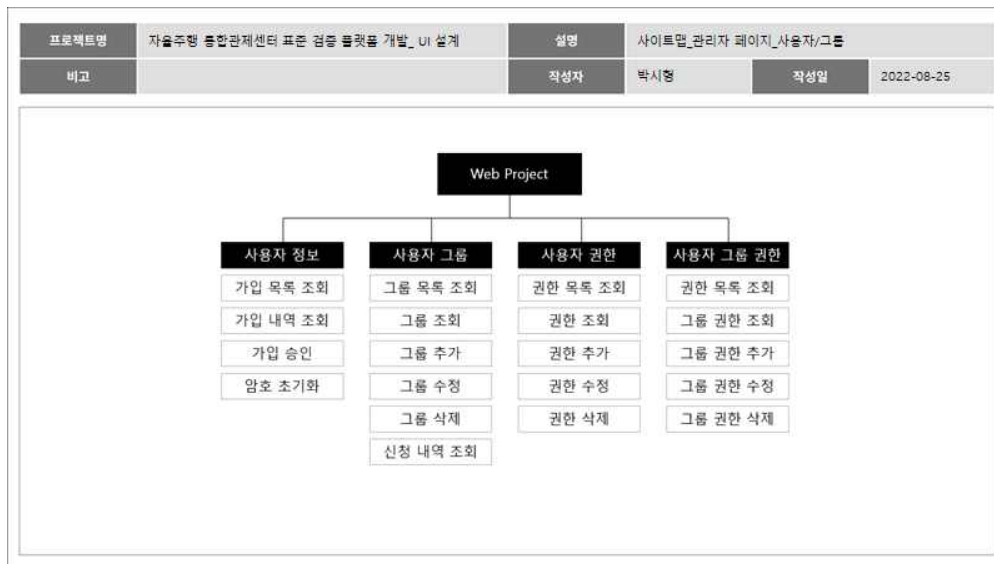 프로젝트명 자율주행 통합관제센터 표준 검증 플랫폼 개발_ UI 설계 설명 사이트맵_관리자 페이지_사용자/그룹
비고 작성자 박시형 작성일 2022-08-25
Web Project
사용자 정보 사용자 그룹 사용자 권한 사용자 그룹 권한
가입 목록 조회 그룹 목록 조회 권한 목록 조회 권한 목록 조회
가입 내역 조회 그룹 조회 권한 조회 그룹 권한 조회
가입 승인 그룹 추가 권한 추가 그룹 권한 추가
암호 초기화 그룹 수정 권한 수정 그룹 권한 수정
그룹 삭제 권한 삭제 그룹 권한 삭제
신청 내역 조회